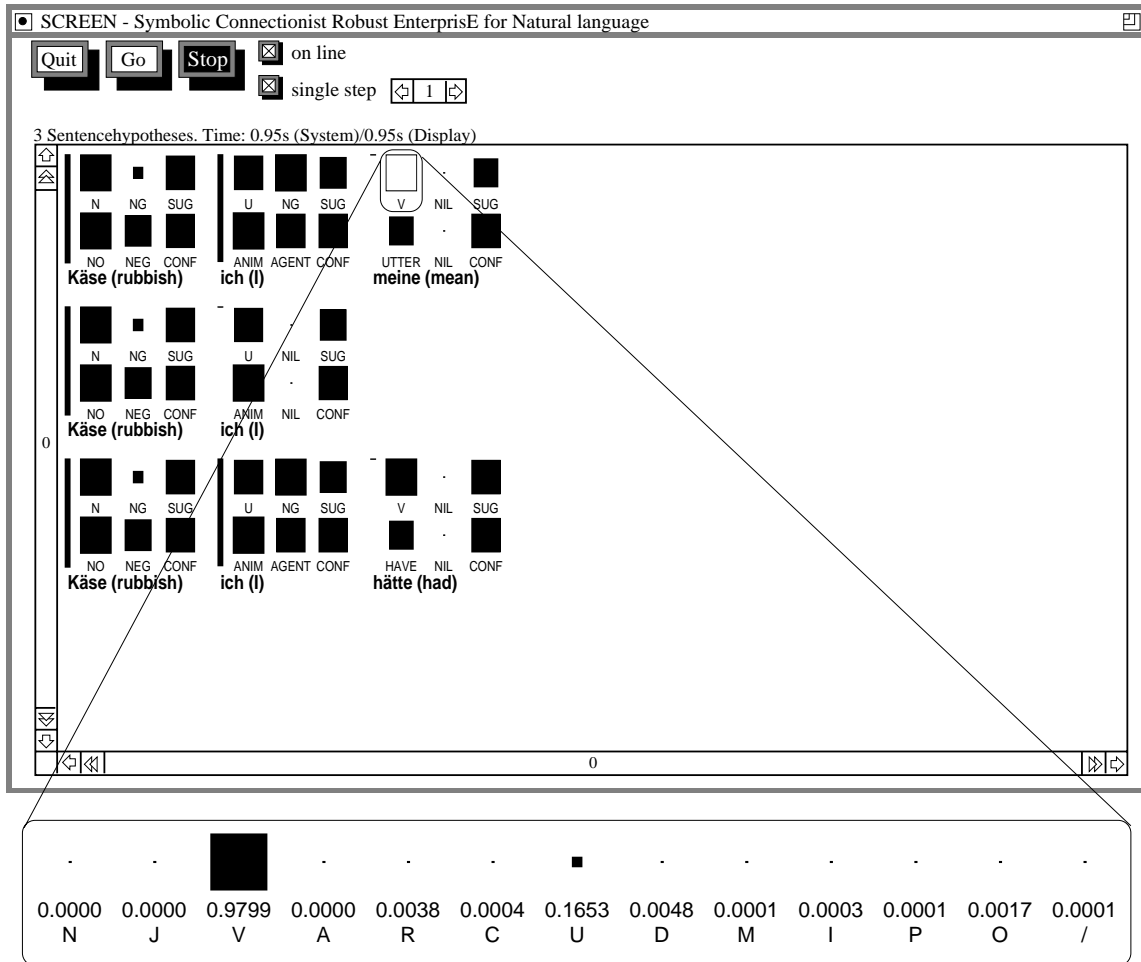 SCREEN - Symbolic Connectionist Robust EnterprisE for Natural language
Quit Go Stop on line
single step 1
3 Sentencehypotheses. Time: 0.95s (System)/0.95s (Display)
N NG SUG U NG SUG V NIL SUG
NO NEG CONF ANIM AGENT CONF UTTER NIL CONF
Käse (rubbish) ich (I) meine (mean)
N NG SUG U NIL SUG
NO NEG CONF ANIM NIL CONF
Käse (rubbish) ich (I)
0
N NG SUG U NG SUG V NIL SUG
NO NEG CONF ANIM AGENT CONF HAVE NIL CONF
Käse (rubbish) ich (I) hätte (had)
0
0.0000 0.0000 0.9799 0.0000 0.0038 0.0004 0.1653 0.0048 0.0001 0.0003 0.0001 0.0017 0.0001
N J V A R C U D M I P O /